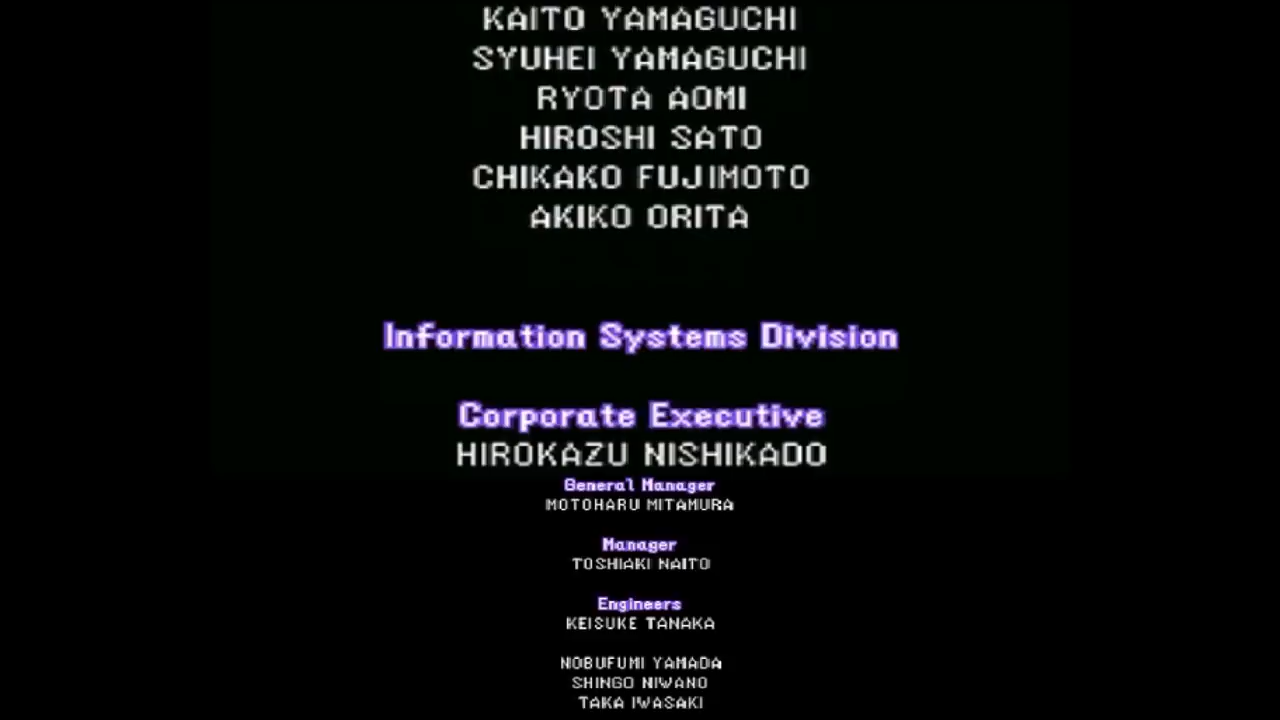 KAITO YAMAGUCHI
SYUHEI YAMAGUCHI
RYOTA AOMI
HIROSHI SATO
CHIKAKO FUJIMOTO
AKIKO ORITA
Information Systems Division
Corporate Executive
HIROKAZU NISHIKADO
General Manager
MOTOHARU MITAMURA
Manager
TOSHIAKI NAITO
Engineers
KEISUKE TANAKA
NOBUFUMI YAMADA
SHINGO NIWANO
TAKA IWASAKI